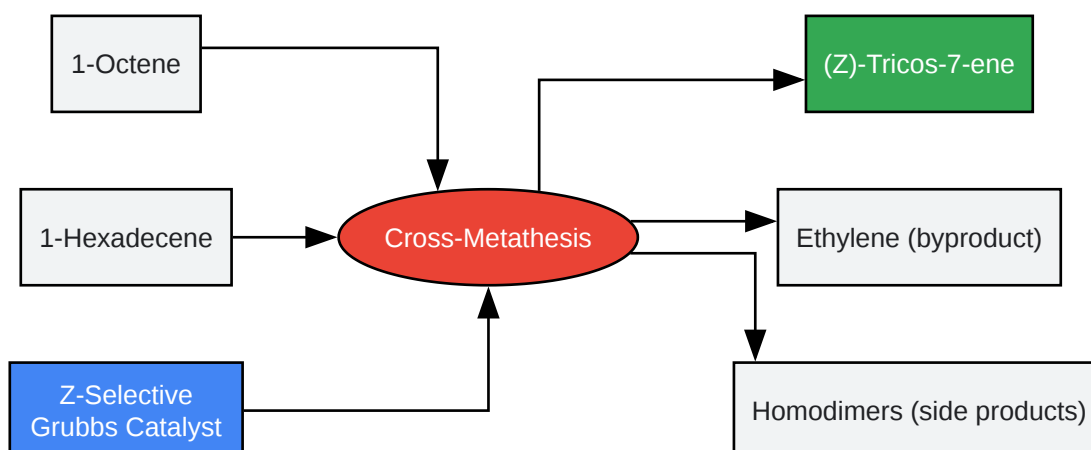 1-Octene
(Z)-Tricos-7-ene
1-Hexadecene
Cross-Metathesis
Ethylene (byproduct)
Z-Selective
Grubbs Catalyst
Homodimers (side products)